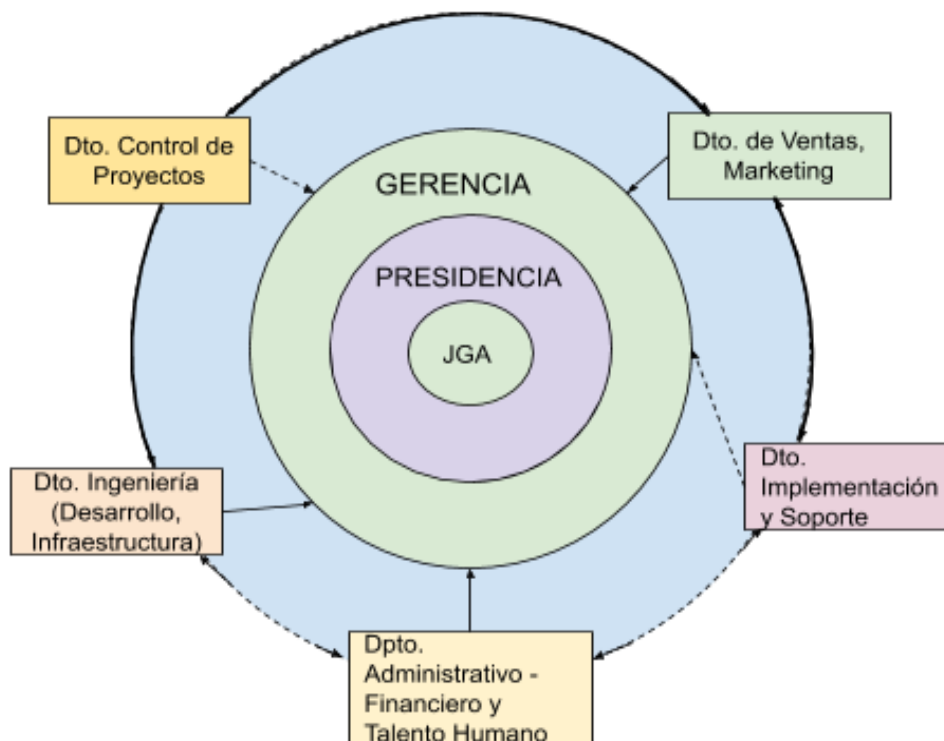 Dto. Control de
Proyectos
Dto. de Ventas,
Marketing
GERENCIA
PRESIDENCIA
JGA
Dto. Ingeniería
(Desarrollo,
Infraestructura)
Dto.
Implementación
y Soporte
Dpto.
Administrativo -
Financiero y
Talento Humano